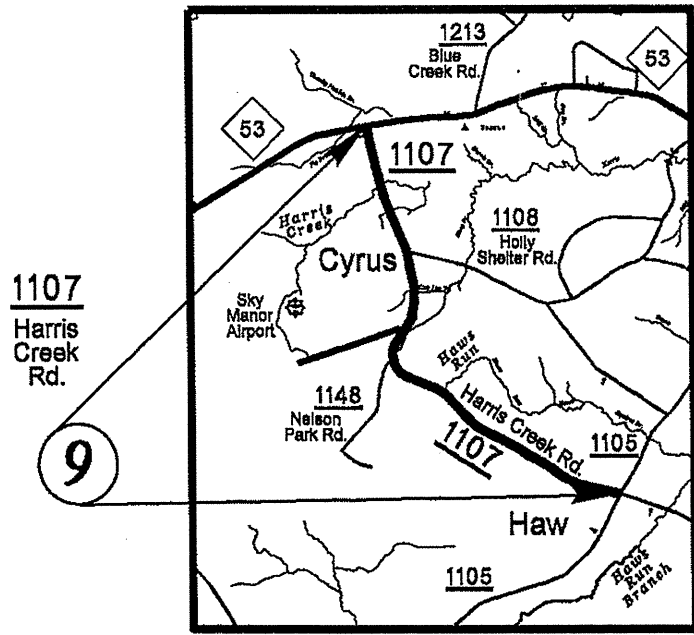 1213
Blue
Creek Rd.
53
53
1107
Harris
Creek
1108
Holly
Shelter Rd.
Cyrus
1107
Harris
Creek
Rd.
Sky
Manor
Airport
Haws
Run
1148
Nelson
Park Rd.
Harris Creek Rd.
1107
1105
9
Haw
1105
Haws
Run
Branch